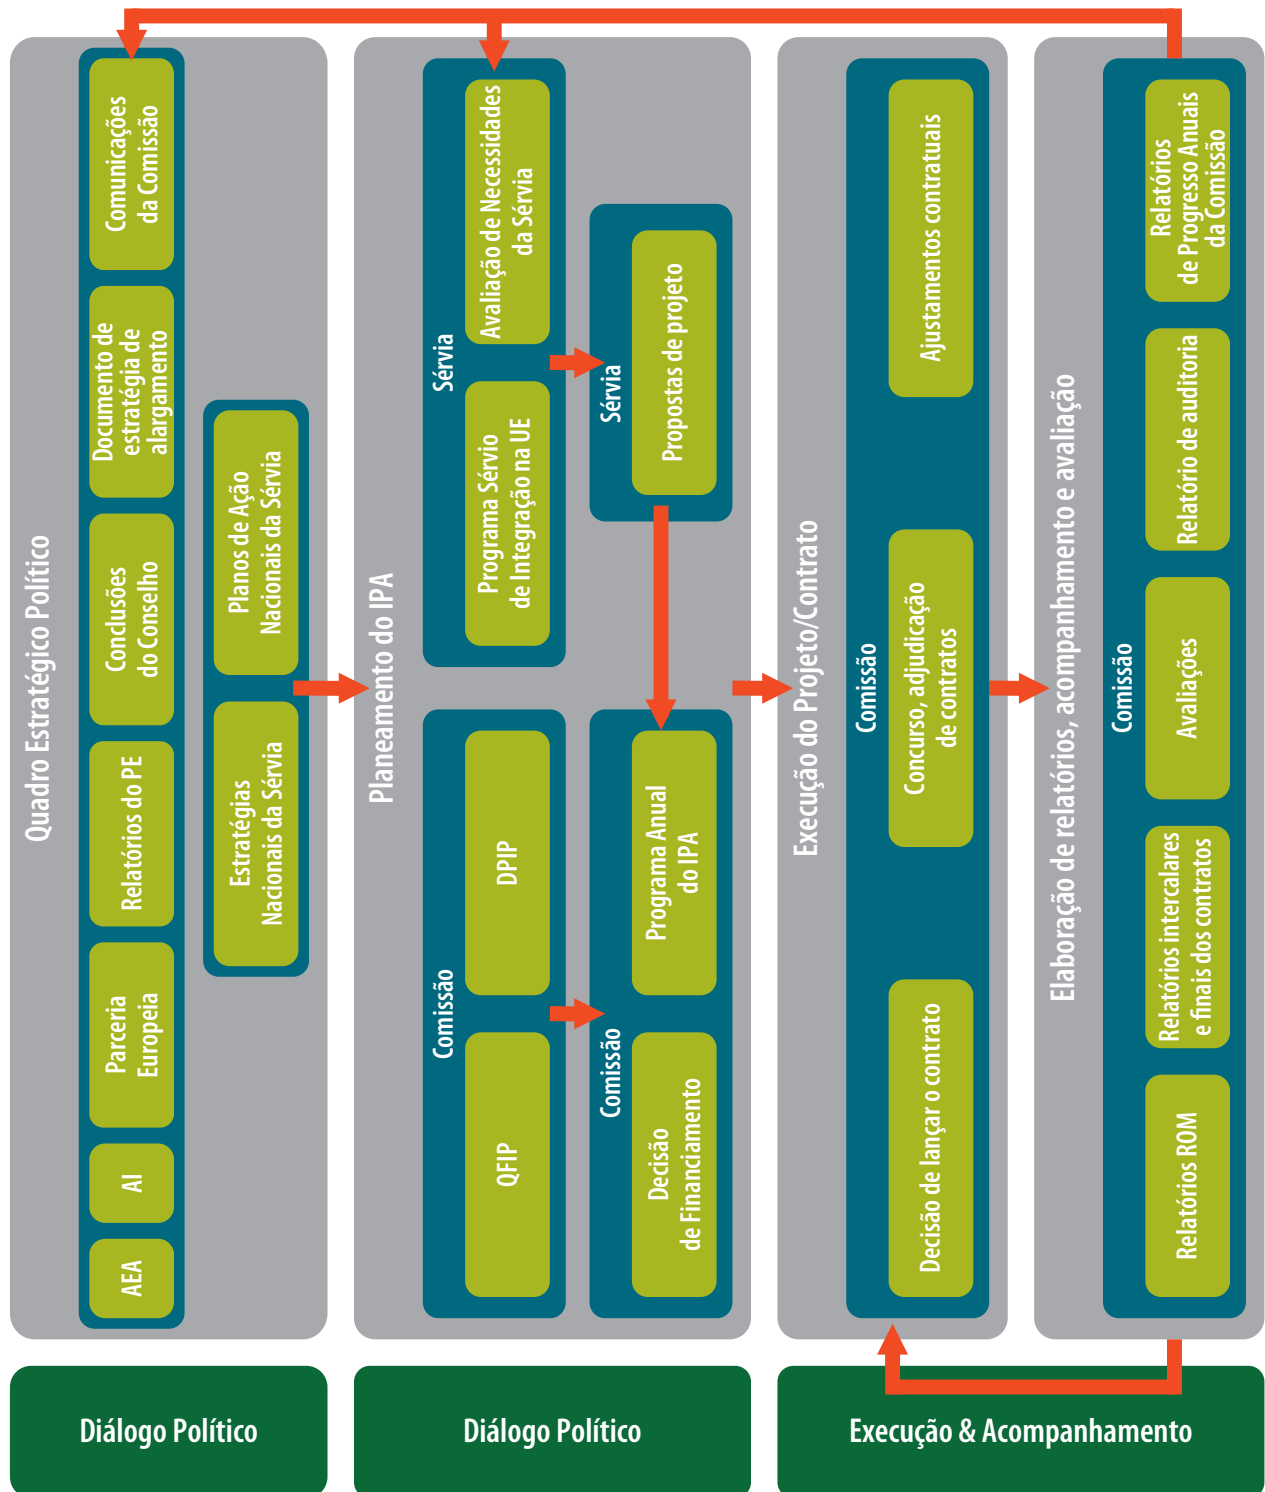 Quadro Estratégico Político
AEA
AI
Parceria
Europeia
Relatórios do PE
Conclusões
do Conselho
Documento de
estratégia de
alargamento
Comunicações
da Comissão
Estratégias
Nacionais da Sérvia
Planos de Ação
Nacionais da Sérvia
Planeamento do IPA
Comissão
QFIP
DPIP
Sérvia
Programa Sérvio
de Integração na UE
Avaliação de Necessidades
da Sérvia
Comissão
Decisão
de Financiamento
Programa Anual
do IPA
Sérvia
Propostas de projeto
Execução do Projeto/Contrato
Comissão
Decisão de lançar o contrato
Concurso, adjudicação
de contratos
Ajustamentos contratuais
Elaboração de relatórios, acompanhamento e avaliação
Comissão
Relatórios ROM
Relatórios intercalares
e finais dos contratos
Avaliações
Relatório de auditoria
Relatórios
de Progresso Anuais
da Comissão
Diálogo Político
Diálogo Político
Execução & Acompanhamento